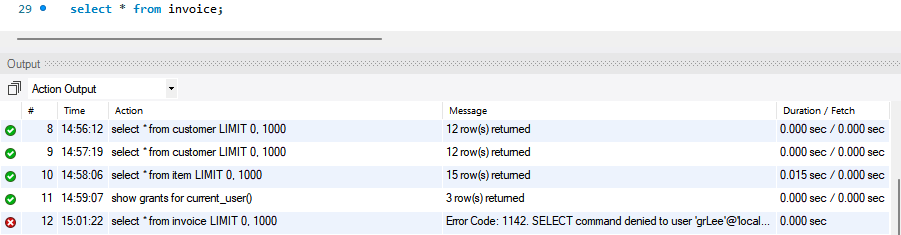 29 select * from invoice;
Output
Action Output
# Time Action Message Duration / Fetch
8 14:56:12 select * from customer LIMIT 0, 1000 12 row(s) returned 0.000 sec / 0.000 sec
9 14:57:19 select * from customer LIMIT 0, 1000 12 row(s) returned 0.000 sec / 0.000 sec
10 14:58:06 select * from item LIMIT 0, 1000 15 row(s) returned 0.015 sec / 0.000 sec
11 14:59:07 show grants for current_user() 3 row(s) returned 0.000 sec / 0.000 sec
12 15:01:22 select * from invoice LIMIT 0, 1000 Error Code: 1142. SELECT command denied to user 'grLee'@'local... 0.000 sec